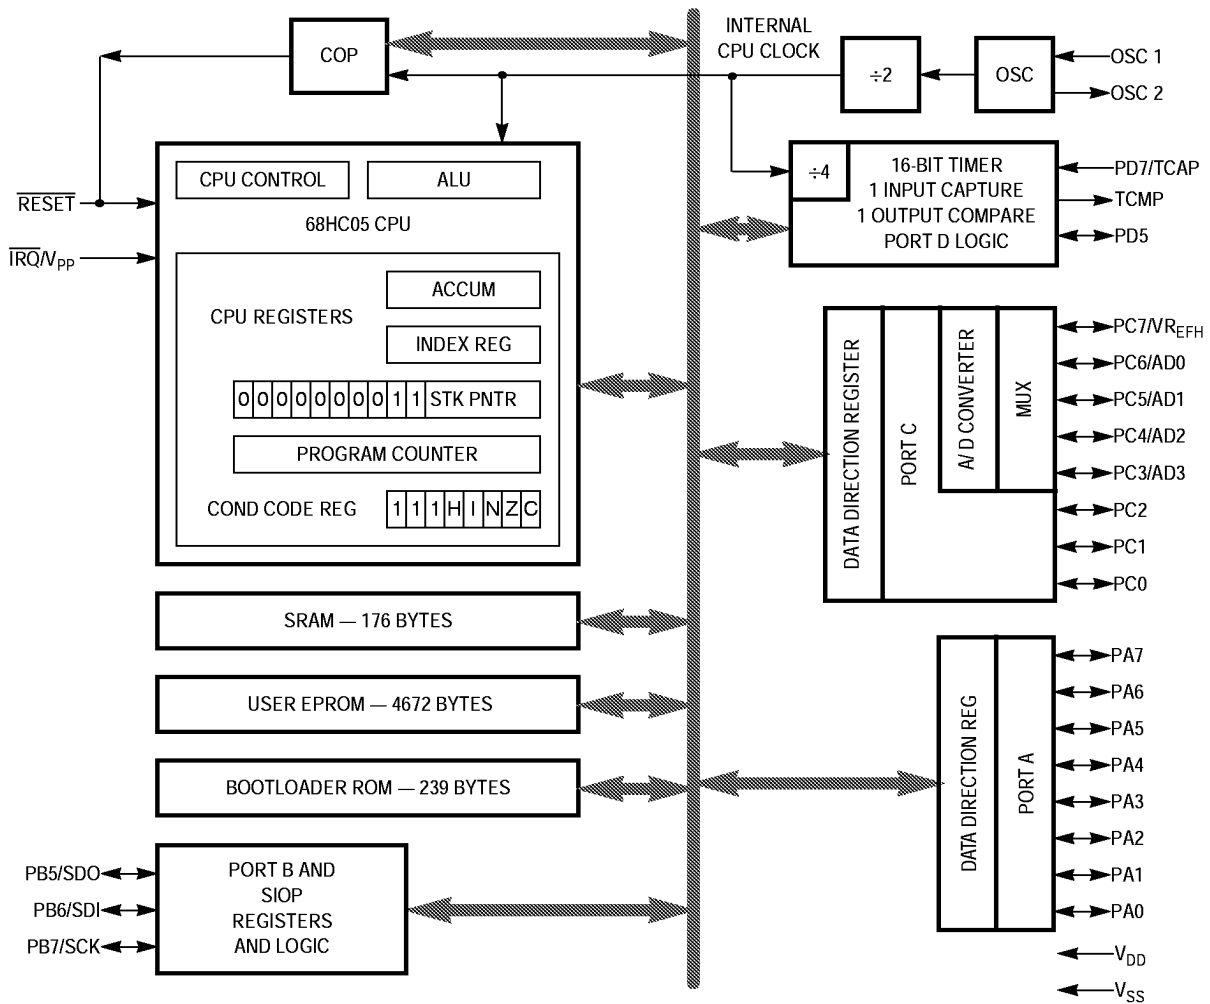 COP
INTERNAL
CPU CLOCK
÷2
OSC
OSC 1
OSC 2
RESET
IRQ/VPP
CPU CONTROL
ALU
68HC05 CPU
CPU REGISTERS
ACCUM
INDEX REG
0 0 0 0 0 0 0 0 1 1 STK PNTR
PROGRAM COUNTER
COND CODE REG
1 1 1 H I N Z C
÷4
16-BIT TIMER
1 INPUT CAPTURE
1 OUTPUT COMPARE
PORT D LOGIC
PD7/TCAP
TCMP
PD5
DATA DIRECTION REGISTER
PORT C
A/D CONVERTER
MUX
PC7/VREFH
PC6/AD0
PC5/AD1
PC4/AD2
PC3/AD3
PC2
PC1
PC0
SRAM — 176 BYTES
USER EPROM — 4672 BYTES
BOOTLOADER ROM — 239 BYTES
PB5/SDO
PB6/SDI
PB7/SCK
PORT B AND
SIOP
REGISTERS
AND LOGIC
DATA DIRECTION REG
PORT A
PA7
PA6
PA5
PA4
PA3
PA2
PA1
PA0
VDD
VSS